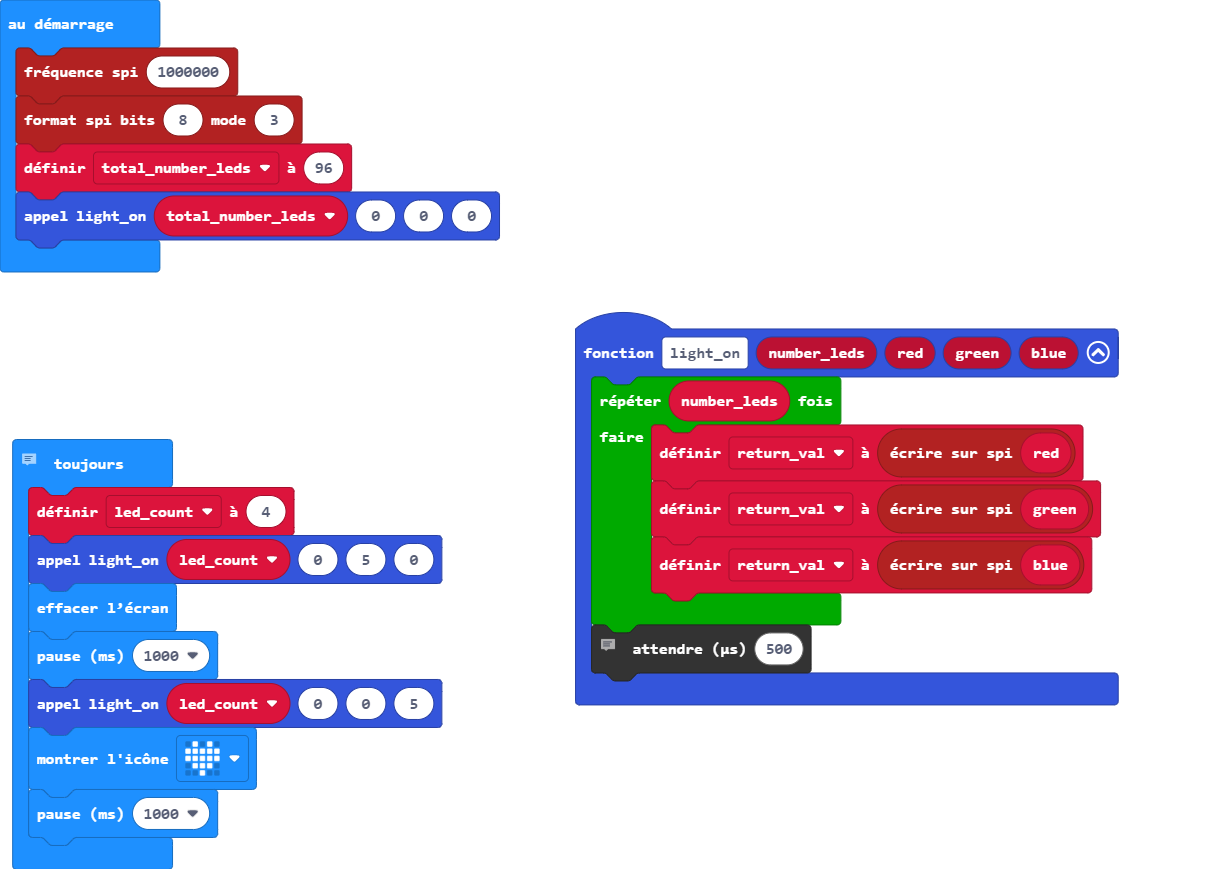 au démarrage
fréquence spi 1000000
format spi bits 8 mode 3
définir total_number_leds à 96
appel light_on total_number_leds 0 0 0
fonction light_on number_leds red green blue
répéter number_leds fois
faire
définir return_val à écrire sur spi red
définir return_val à écrire sur spi green
définir return_val à écrire sur spi blue
attendre (µs) 500
toujours
définir led_count à 4
appel light_on led_count 0 5 0
effacer l’écran
pause (ms) 1000
appel light_on led_count 0 0 5
montrer l'icône
pause (ms) 1000